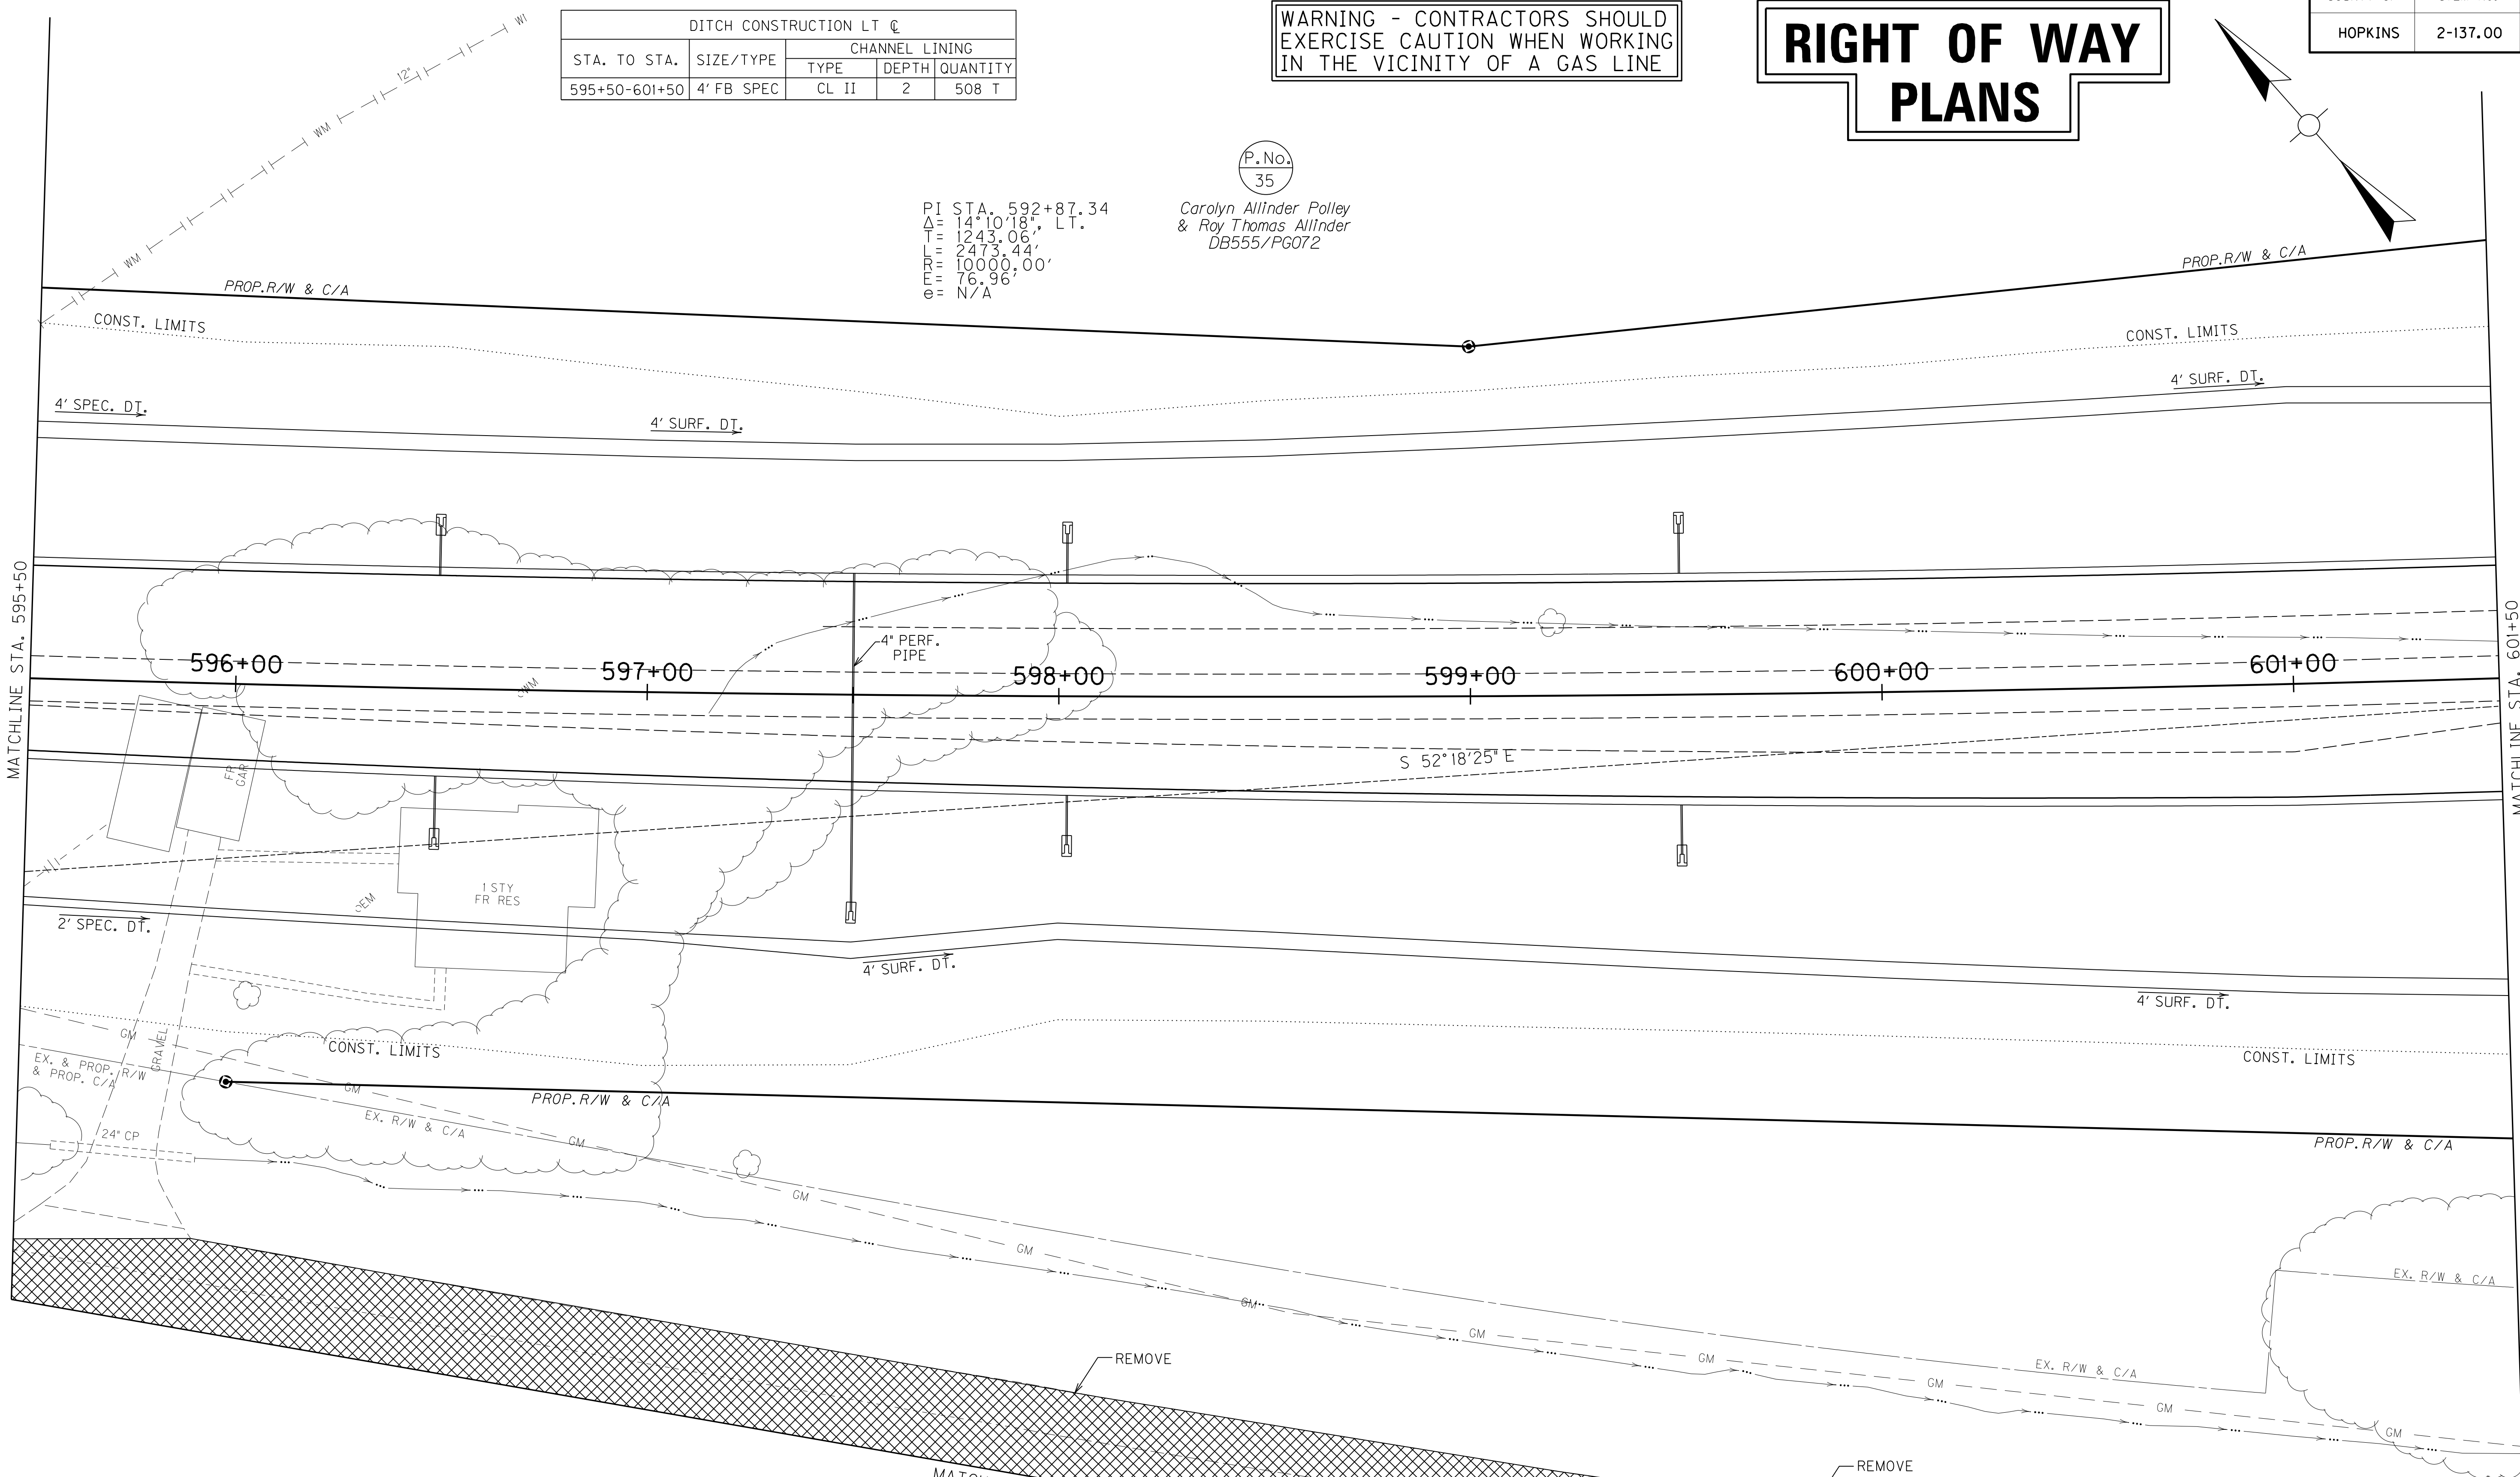 DITCH CONSTRUCTION LT ℄
STA. TO STA. SIZE/TYPE CHANNEL LINING
TYPE DEPTH QUANTITY
595+50-601+50 4' FB SPEC CL II 2 508 T
WARNING - CONTRACTORS SHOULD
EXERCISE CAUTION WHEN WORKING
IN THE VICINITY OF A GAS LINE
RIGHT OF WAY
PLANS
HOPKINS 2-137.00
12"
WM
WM
P.No.
35
Carolyn Allinder Polley
& Roy Thomas Allinder
DB555/PG072
PI STA. 592+87.34
Δ= 14°10'18", LT.
T= 1243.06'
L= 2473.44'
R= 10000.00'
E= 76.96'
e= N/A
PROP.R/W & C/A
PROP.R/W & C/A
CONST. LIMITS
CONST. LIMITS
4' SPEC. DT.
4' SURF. DT.
4' SURF. DT.
MATCHLINE STA. 595+50
MATCHLINE STA. 601+50
4" PERF.
PIPE
596+00
597+00
598+00
599+00
600+00
601+00
WM
S 52°18'25" E
FR
GAR
EM
1 STY
FR RES
2' SPEC. DT.
4' SURF. DT.
4' SURF. DT.
GM
GRAVEL
CONST. LIMITS
CONST. LIMITS
EX. & PROP. R/W
& PROP. C/A
GM
PROP.R/W & C/A
EX. R/W & C/A
GM
24" CP
PROP.R/W & C/A
GM
GM
GM
GM
GM
GM
GM
GM
EX. R/W & C/A
EX. R/W & C/A
REMOVE
REMOVE